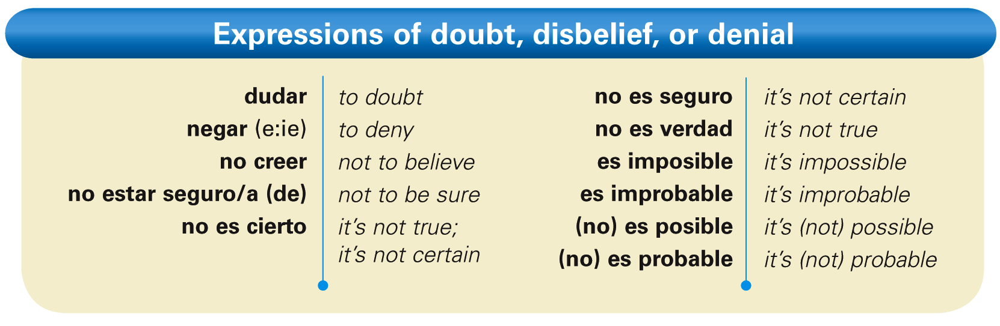 Expressions of doubt, disbelief, or denial
dudar to doubt
negar (e:ie) to deny
no creer not to believe
no estar seguro/a (de) not to be sure
no es cierto it’s not true;
it’s not certain
no es seguro it’s not certain
no es verdad it’s not true
es imposible it’s impossible
es improbable it’s improbable
(no) es posible it’s (not) possible
(no) es probable it’s (not) probable